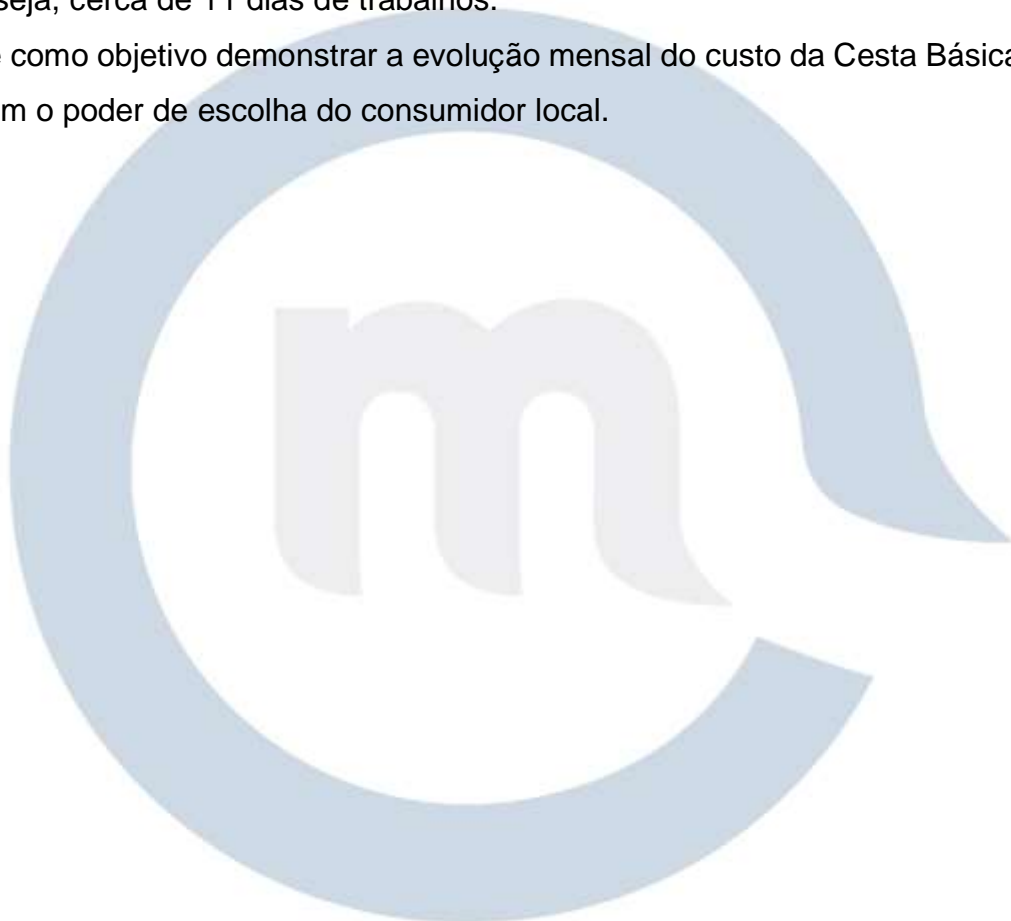 seja, cerca de 11 dias de trabalhos.
como objetivo demonstrar a evolução mensal do custo da Cesta Básica
m o poder de escolha do consumidor local.
m